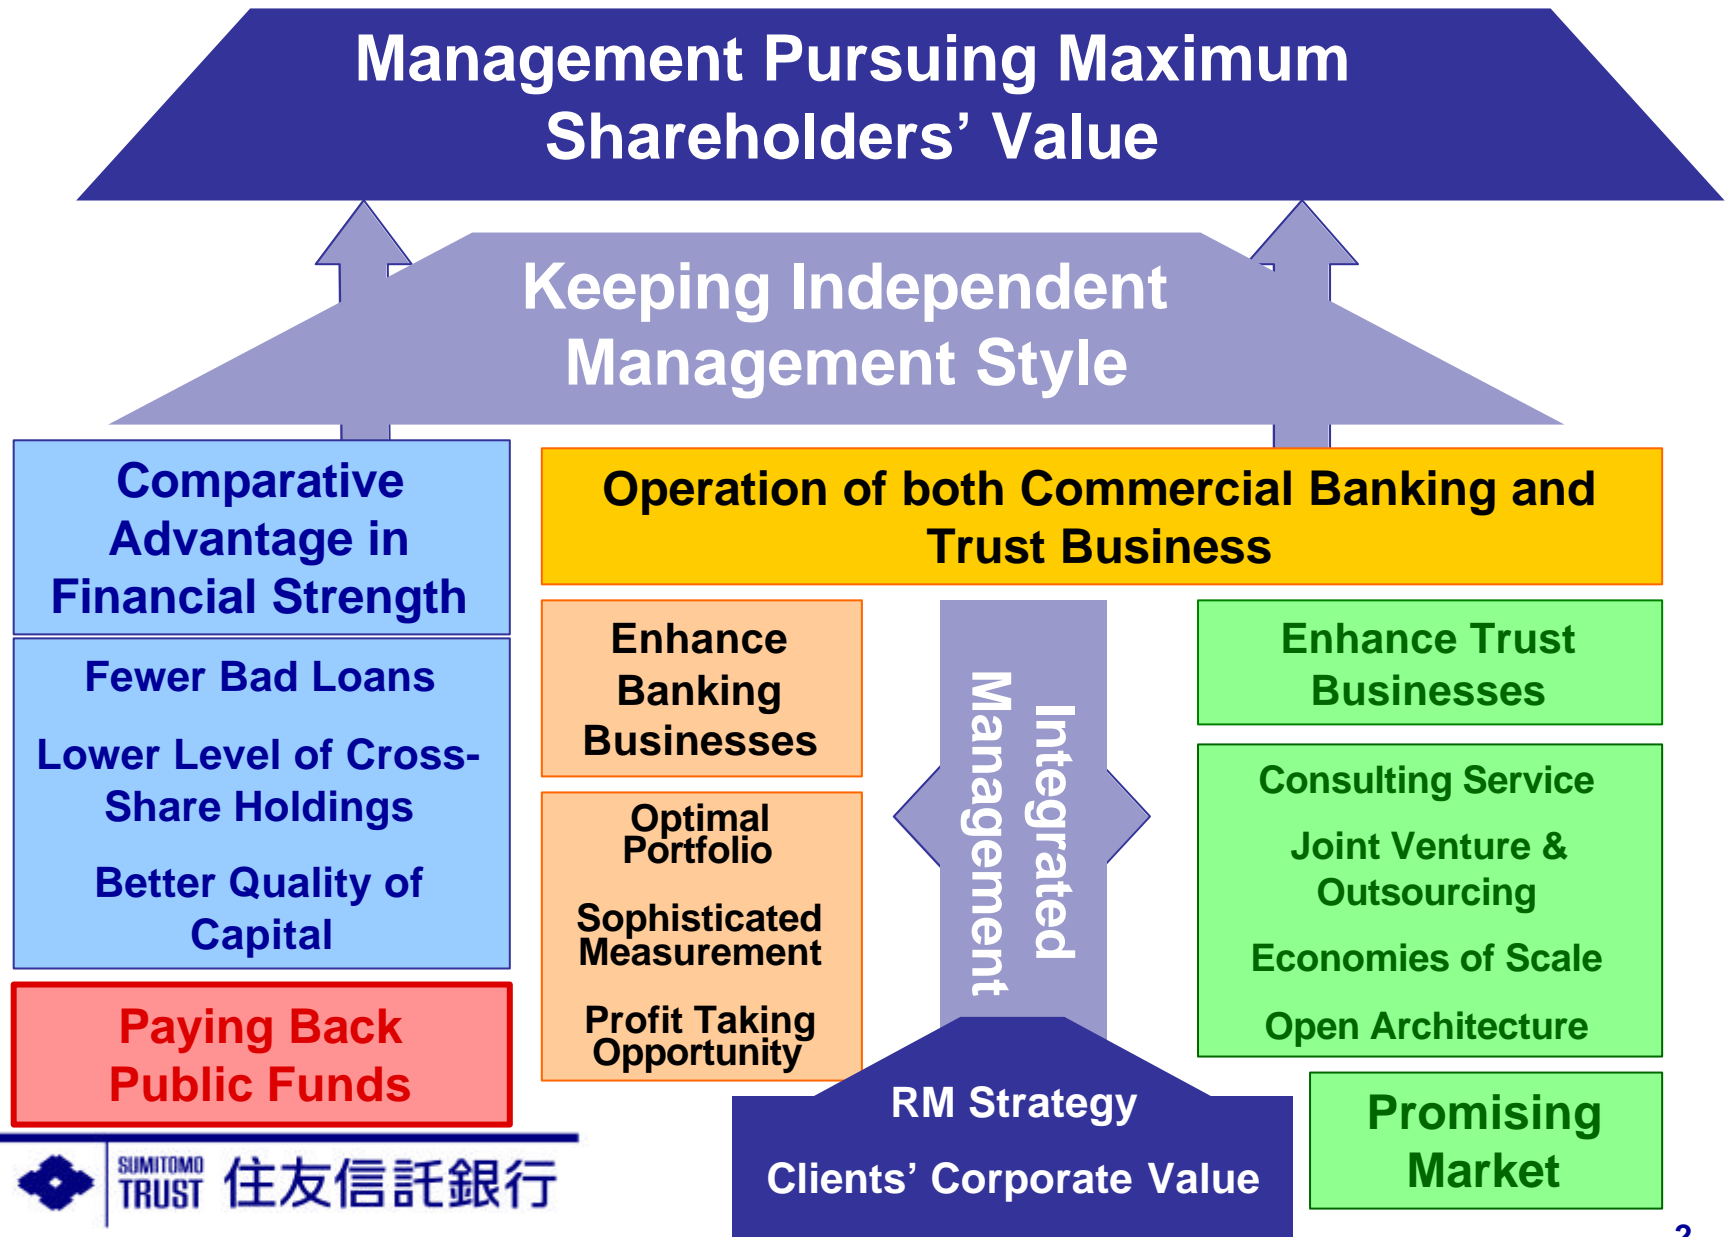 Management Pursuing Maximum
Shareholders’ Value
Keeping Independent
Management Style
Comparative
Advantage in
Financial Strength
Fewer Bad Loans
Lower Level of Cross-
Share Holdings
Better Quality of
Capital
Paying Back
Public Funds
Operation of both Commercial Banking and
Trust Business
Enhance
Banking
Businesses
Optimal
Portfolio
Sophisticated
Measurement
Profit Taking
Opportunity
Integrated
Management
Enhance Trust
Businesses
Consulting Service
Joint Venture &
Outsourcing
Economies of Scale
Open Architecture
Promising
Market
RM Strategy
Clients’ Corporate Value
SUMITOMO
TRUST
住友信託銀行
2